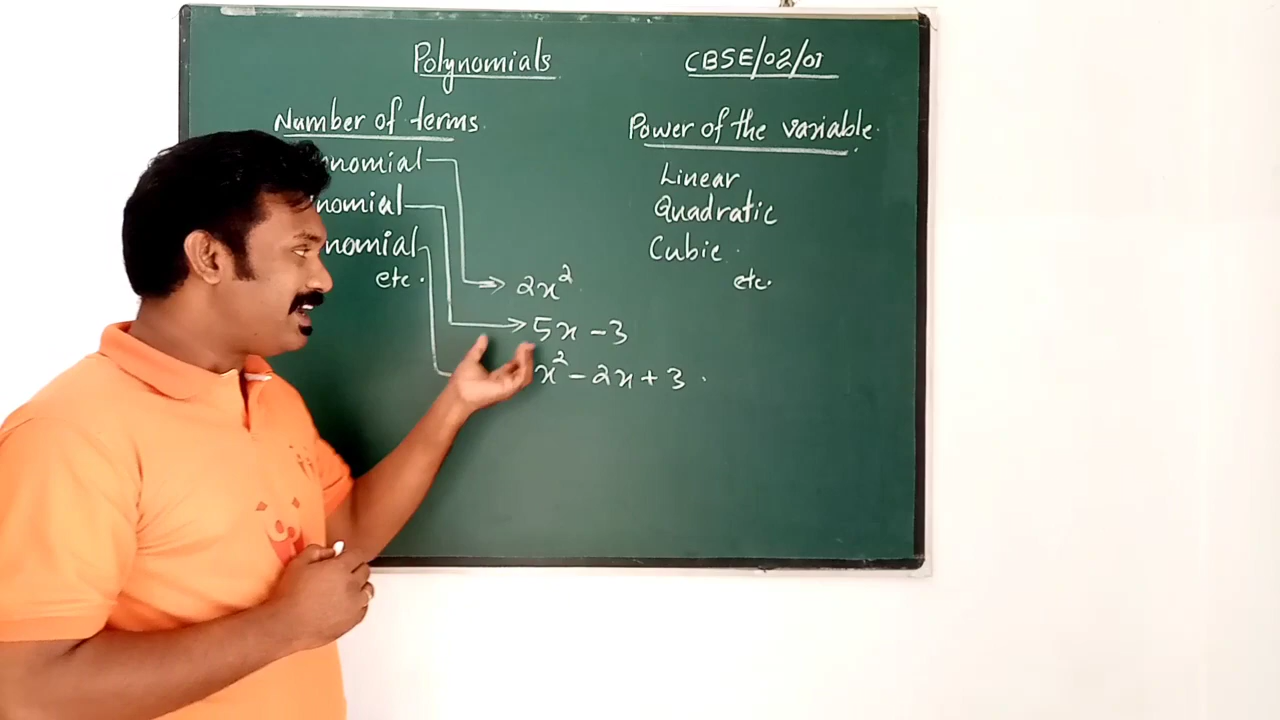 Polynomials
CBSE/02/01
Number of terms
nomial
nomial
nomial
etc.
2x²
5x - 3
x² - 2x + 3.
Power of the variable.
Linear
Quadratic
Cubic.
etc.